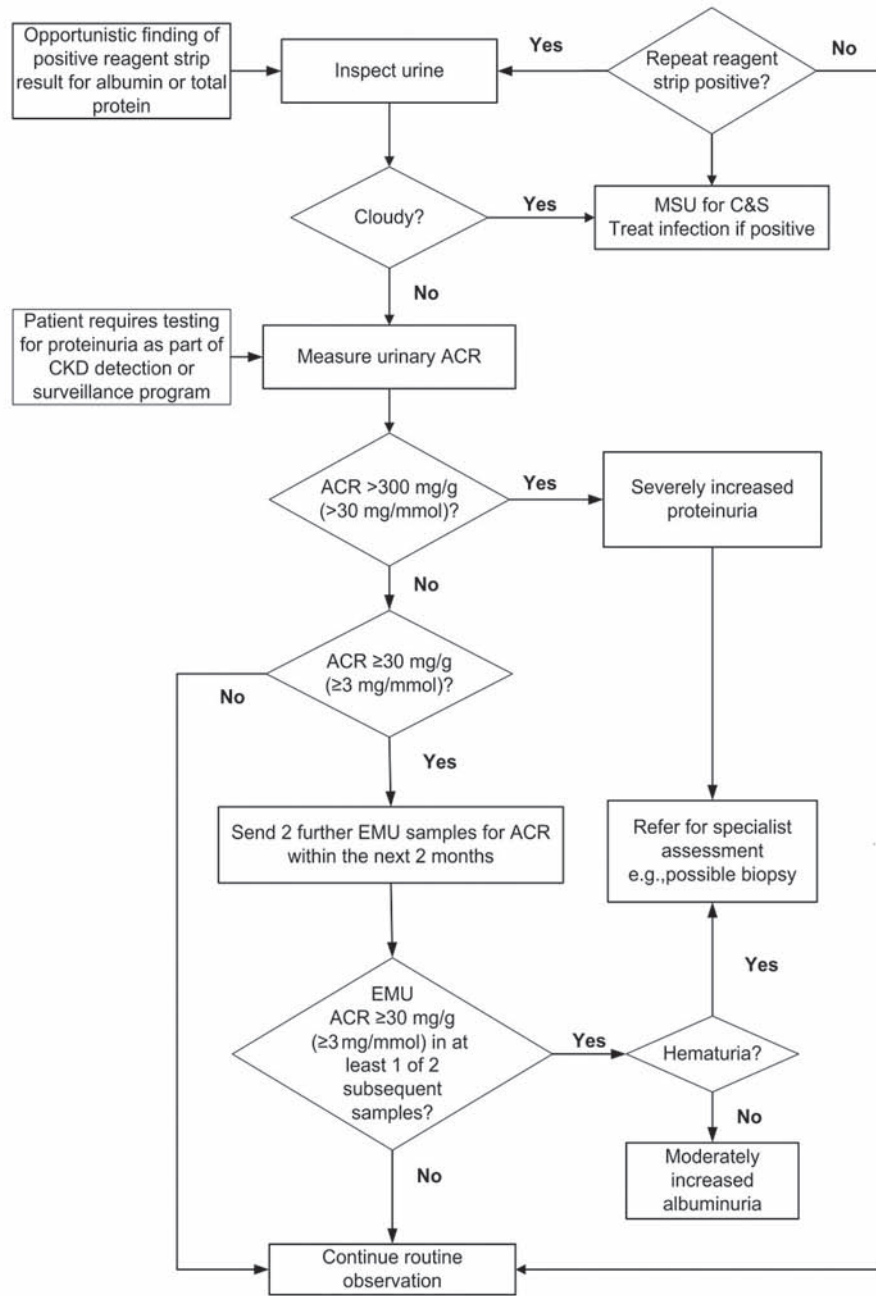 Opportunistic finding of
positive reagent strip
result for albumin or total
protein
Inspect urine
Yes
Repeat reagent
strip positive?
No
Cloudy?
Yes
MSU for C&S
Treat infection if positive
No
Patient requires testing
for proteinuria as part of
CKD detection or
surveillance program
Measure urinary ACR
ACR >300 mg/g
(>30 mg/mmol)?
Yes
Severely increased
proteinuria
No
ACR ≥30 mg/g
(≥3 mg/mmol)?
No
Yes
Send 2 further EMU samples for ACR
within the next 2 months
Refer for specialist
assessment
e.g.,possible biopsy
Yes
EMU
ACR ≥30 mg/g
(≥3 mg/mmol) in at
least 1 of 2
subsequent
samples?
Yes
Hematuria?
No
Moderately
increased
albuminuria
No
Continue routine
observation